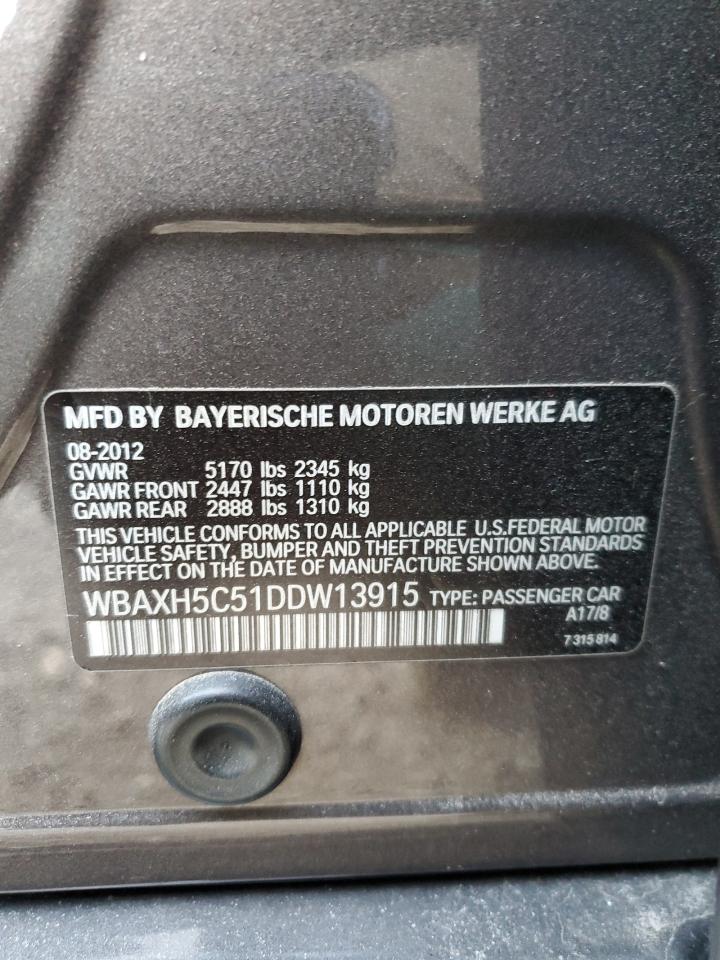 MFD BY BAYERISCHE MOTOREN WERKE AG
08-2012
GVWR 5170 lbs 2345 kg
GAWR FRONT 2447 lbs 1110 kg
GAWR REAR 2888 lbs 1310 kg
THIS VEHICLE CONFORMS TO ALL APPLICABLE U.S.FEDERAL MOTOR
VEHICLE SAFETY, BUMPER AND THEFT PREVENTION STANDARDS
IN EFFECT ON THE DATE OF MANUFACTURE SHOWN ABOVE.
WBAXH5C51DDW13915 TYPE: PASSENGER CAR
A17/8
7 315 814